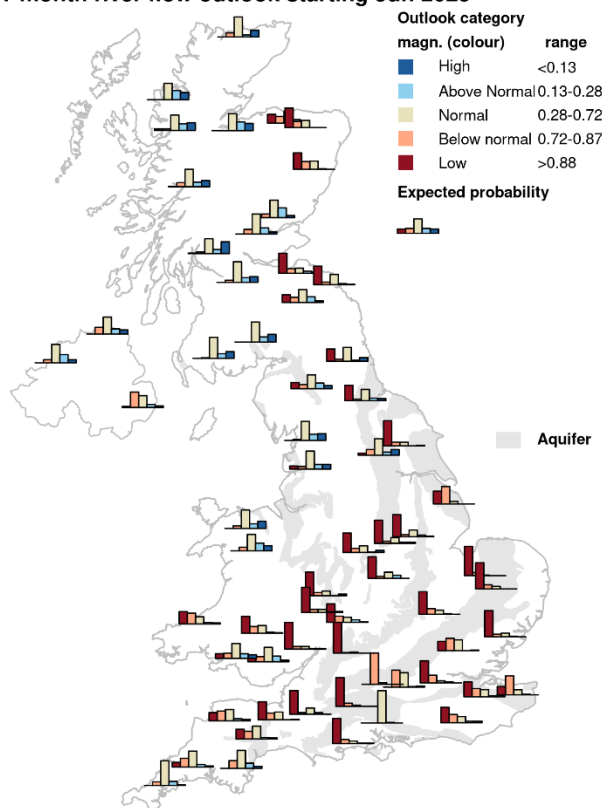 Outlook category
magn. (colour) range
High <0.13
Above Normal 0.13-0.28
Normal 0.28-0.72
Below normal 0.72-0.87
Low >0.88
Expected probability
Aquifer